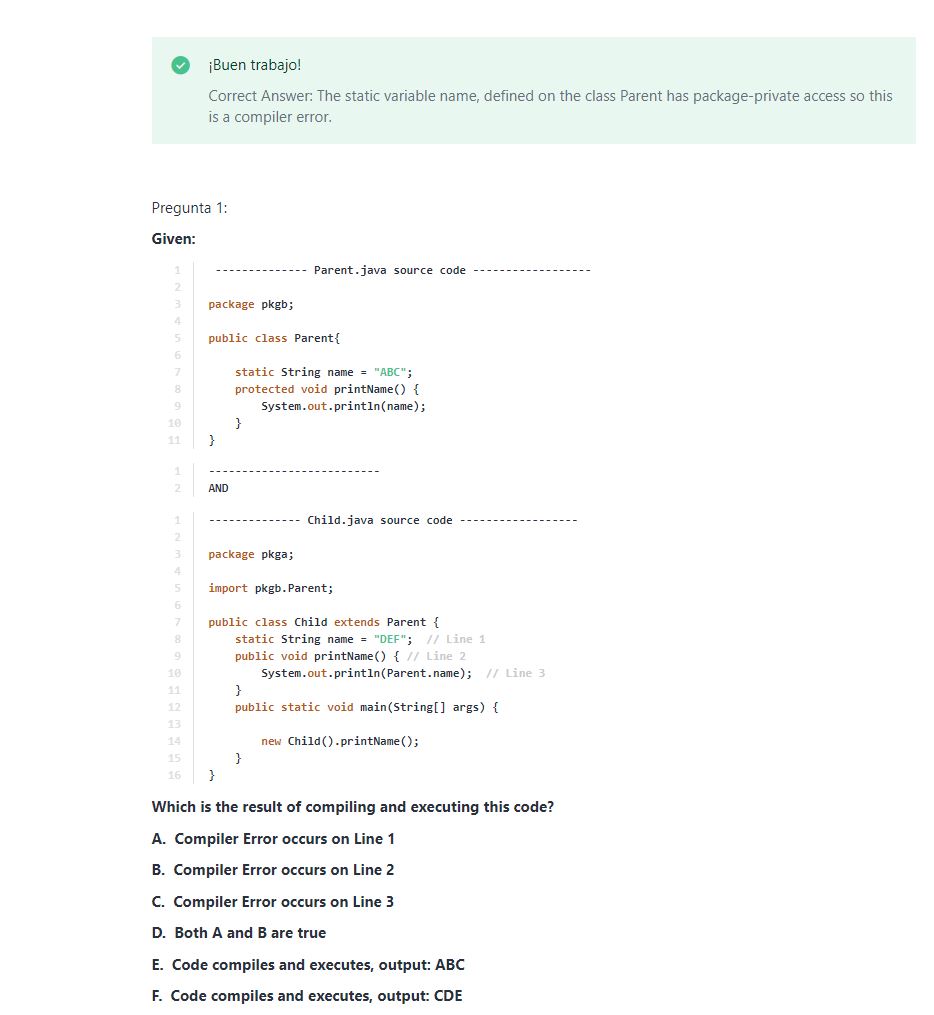 ¡Buen trabajo!
Correct Answer: The static variable name, defined on the class Parent has package-private access so this
is a compiler error.
Pregunta 1:
Given:
1 -------------- Parent.java source code ------------------
2
3 package pkgb;
4
5 public class Parent{
6
7 static String name = "ABC";
8 protected void printName() {
9 System.out.println(name);
10 }
11 }
1 --------------------------
2 AND
1 -------------- Child.java source code ------------------
2
3 package pkga;
4
5 import pkgb.Parent;
6
7 public class Child extends Parent {
8 static String name = "DEF"; // Line 1
9 public void printName() { // Line 2
10 System.out.println(Parent.name); // Line 3
11 }
12 public static void main(String[] args) {
13
14 new Child().printName();
15 }
16 }
Which is the result of compiling and executing this code?
A. Compiler Error occurs on Line 1
B. Compiler Error occurs on Line 2
C. Compiler Error occurs on Line 3
D. Both A and B are true
E. Code compiles and executes, output: ABC
F. Code compiles and executes, output: CDE